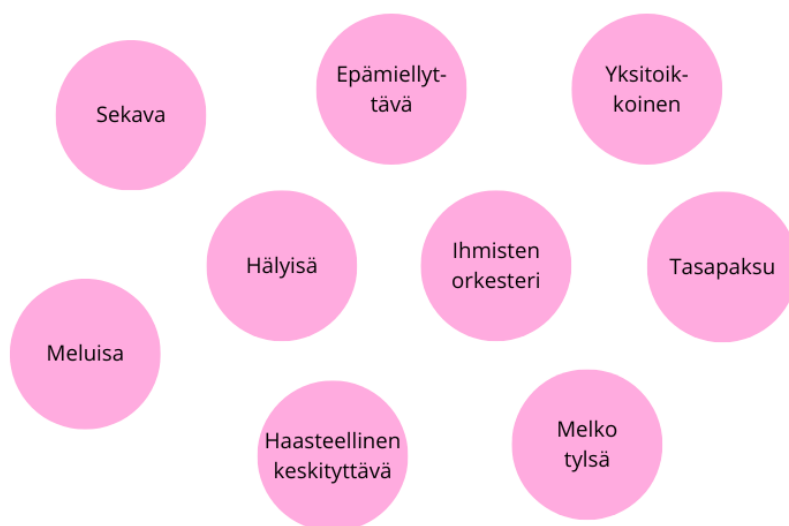 Sekava
Epämiellyt-
tävä
Yksitoik-
koinen
Hälyisä
Ihmisten
orkesteri
Tasapaksu
Meluisa
Haasteellinen
keskityttävä
Melko
tylsä